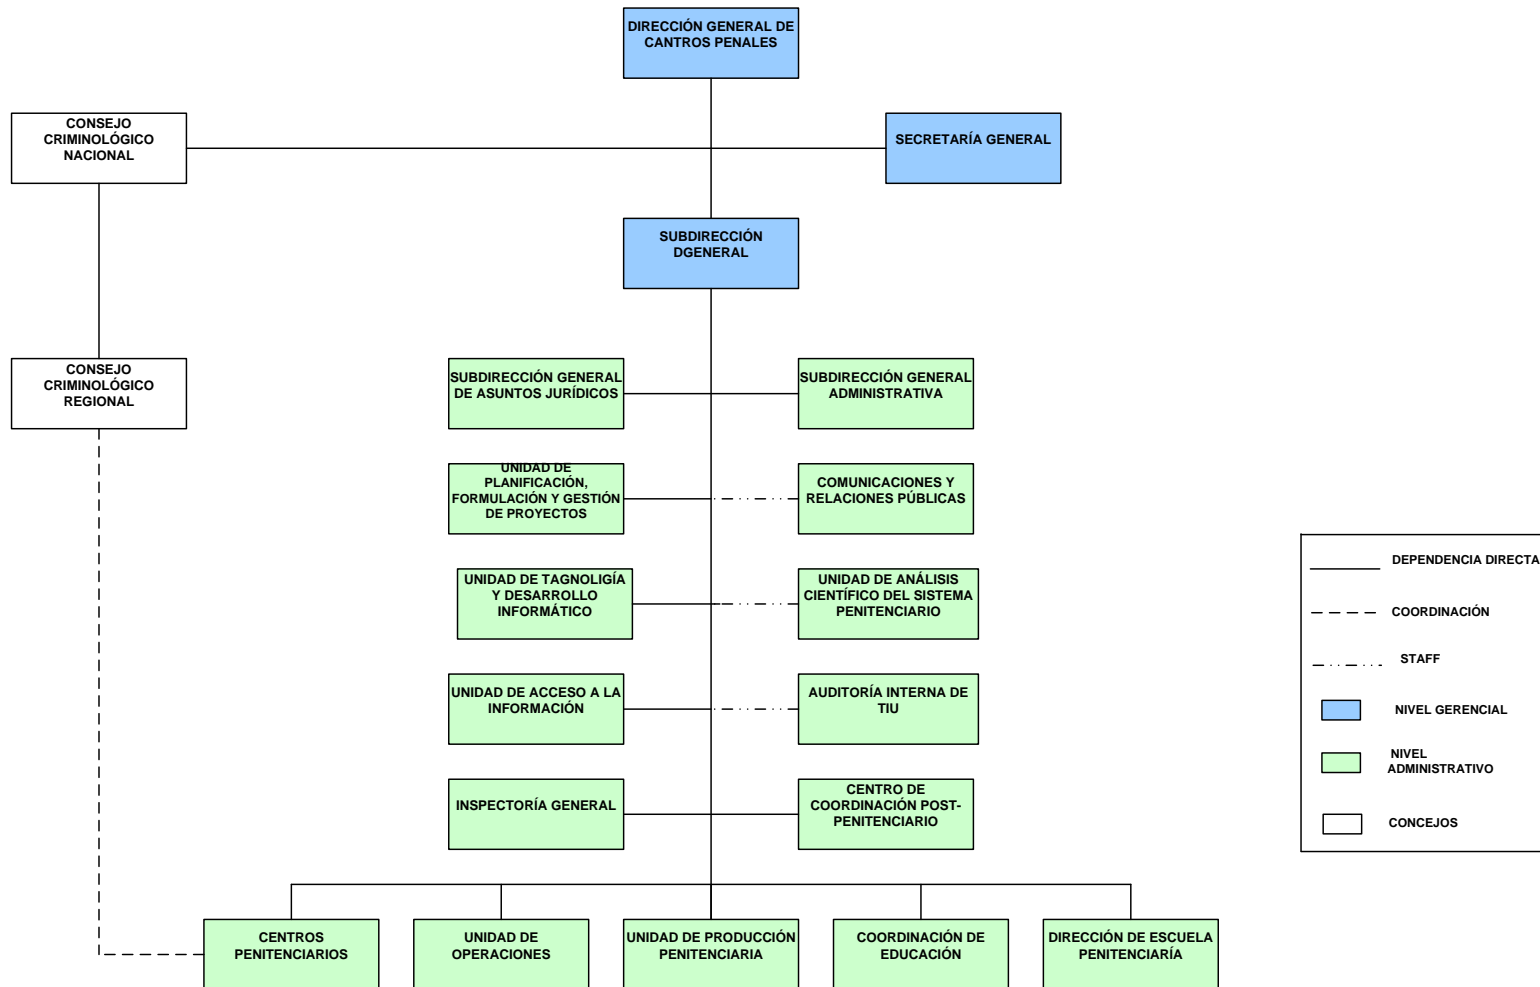 DIRECCIÓN GENERAL DE
CANTROS PENALES
CONSEJO
CRIMINOLÓGICO
NACIONAL
SECRETARÍA GENERAL
SUBDIRECCIÓN
DGENERAL
CONSEJO
CRIMINOLÓGICO
REGIONAL
SUBDIRECCIÓN GENERAL
DE ASUNTOS JURÍDICOS
SUBDIRECCIÓN GENERAL
ADMINISTRATIVA
UNIDAD DE
PLANIFICACIÓN,
FORMULACIÓN Y GESTIÓN
DE PROYECTOS
COMUNICACIONES Y
RELACIONES PÚBLICAS
UNIDAD DE TAGNOLIGÍA
Y DESARROLLO
INFORMÁTICO
UNIDAD DE ANÁLISIS
CIENTÍFICO DEL SISTEMA
PENITENCIARIO
UNIDAD DE ACCESO A LA
INFORMACIÓN
AUDITORÍA INTERNA DE
TIU
INSPECTORÍA GENERAL
CENTRO DE
COORDINACIÓN POST-
PENITENCIARIO
CENTROS
PENITENCIARIOS
UNIDAD DE
OPERACIONES
UNIDAD DE PRODUCCIÓN
PENITENCIARIA
COORDINACIÓN DE
EDUCACIÓN
DIRECCIÓN DE ESCUELA
PENITENCIARÍA
DEPENDENCIA DIRECTA
COORDINACIÓN
STAFF
NIVEL GERENCIAL
NIVEL
ADMINISTRATIVO
CONCEJOS